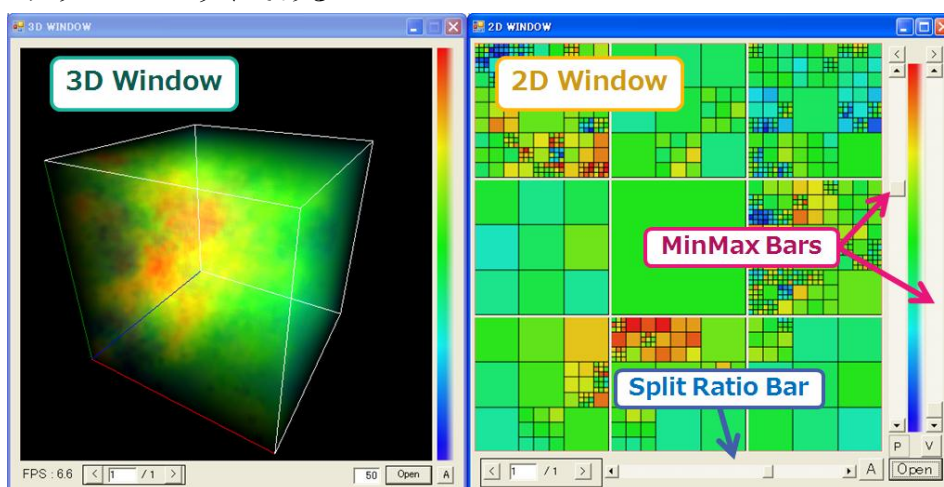 3D WINDOW
3D Window
FPS : 6.6 < 1 / 1 > 50 Open A
2D WINDOW
2D Window
< >
MinMax Bars
Split Ratio Bar
P V
< 1 / 1 > A Open